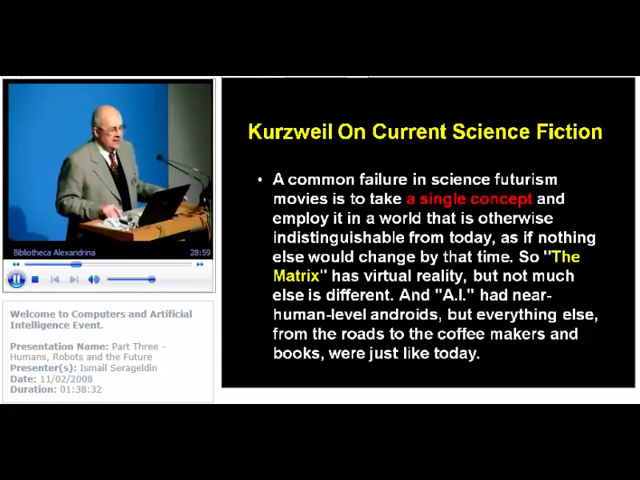 Kurzweil On Current Science Fiction
• A common failure in science futurism
movies is to take a single concept and
employ it in a world that is otherwise
indistinguishable from today, as if nothing
else would change by that time. So "The
Matrix" has virtual reality, but not much
else is different. And "A.I." had near-
human-level androids, but everything else,
from the roads to the coffee makers and
books, were just like today.
Bibliotheca Alexandrina 28:59
Welcome to Computers and Artificial
Intelligence Event.
Presentation Name: Part Three -
Humans, Robots and the Future
Presenter(s): Ismail Serageldin
Date: 11/02/2008
Duration: 01:38:32